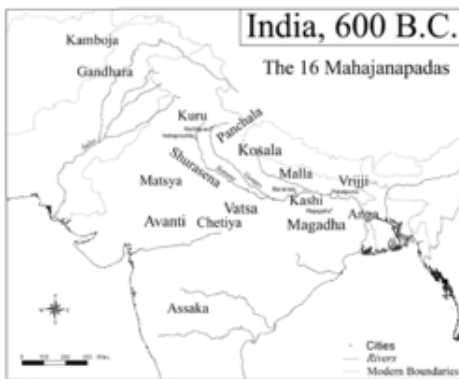 India, 600 B.C.
The 16 Mahajanapadas
Kamboja
Gandhara
Kuru
Panchala
Kosala
Shurasena
Malla
Vrijji
Matsya
Kashi
Vatsa
Anga
Avanti
Chetiya
Magadha
Assaka
Cities
Rivers
Modern Boundaries